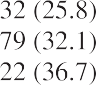 32 (25.8)
79 (32.1)
22 (36.7)